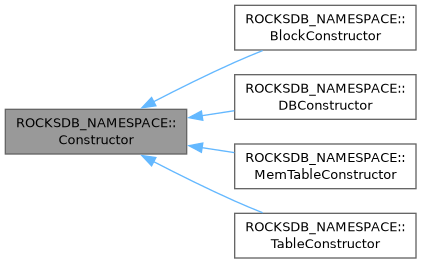 ROCKSDB_NAMESPACE::
Constructor
ROCKSDB_NAMESPACE::
BlockConstructor
ROCKSDB_NAMESPACE::
DBConstructor
ROCKSDB_NAMESPACE::
MemTableConstructor
ROCKSDB_NAMESPACE::
TableConstructor